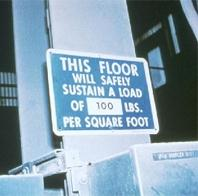 THIS FLOOR
WILL SAFELY
SUSTAIN A LOAD
OF 100 LBS.
PER SQUARE FOOT